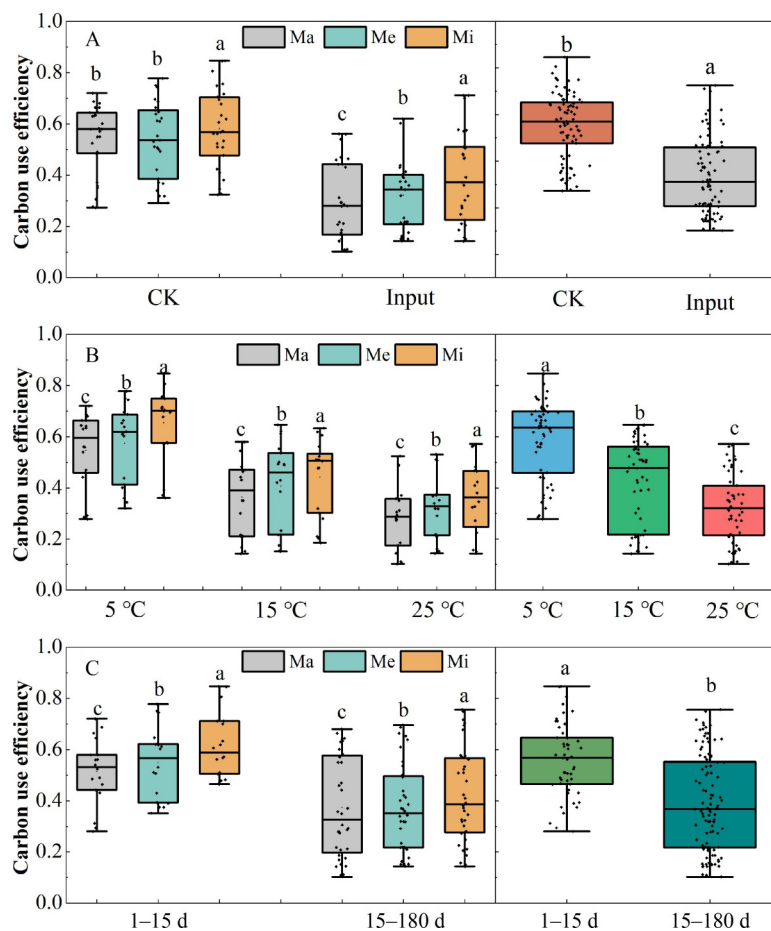 A
Ma Me Mi
Carbon use efficiency
1.0
0.8
0.6
0.4
0.2
0.0
b b a c b a
b a
CK Input CK Input
B
Ma Me Mi
Carbon use efficiency
1.0
0.8
0.6
0.4
0.2
0.0
c b a c b a c b a
a b c
5 ℃ 15 ℃ 25 ℃ 5 ℃ 15 ℃ 25 ℃
C
Ma Me Mi
Carbon use efficiency
1.0
0.8
0.6
0.4
0.2
0.0
c b a c b a
a b
1–15 d 15–180 d 1–15 d 15–180 d